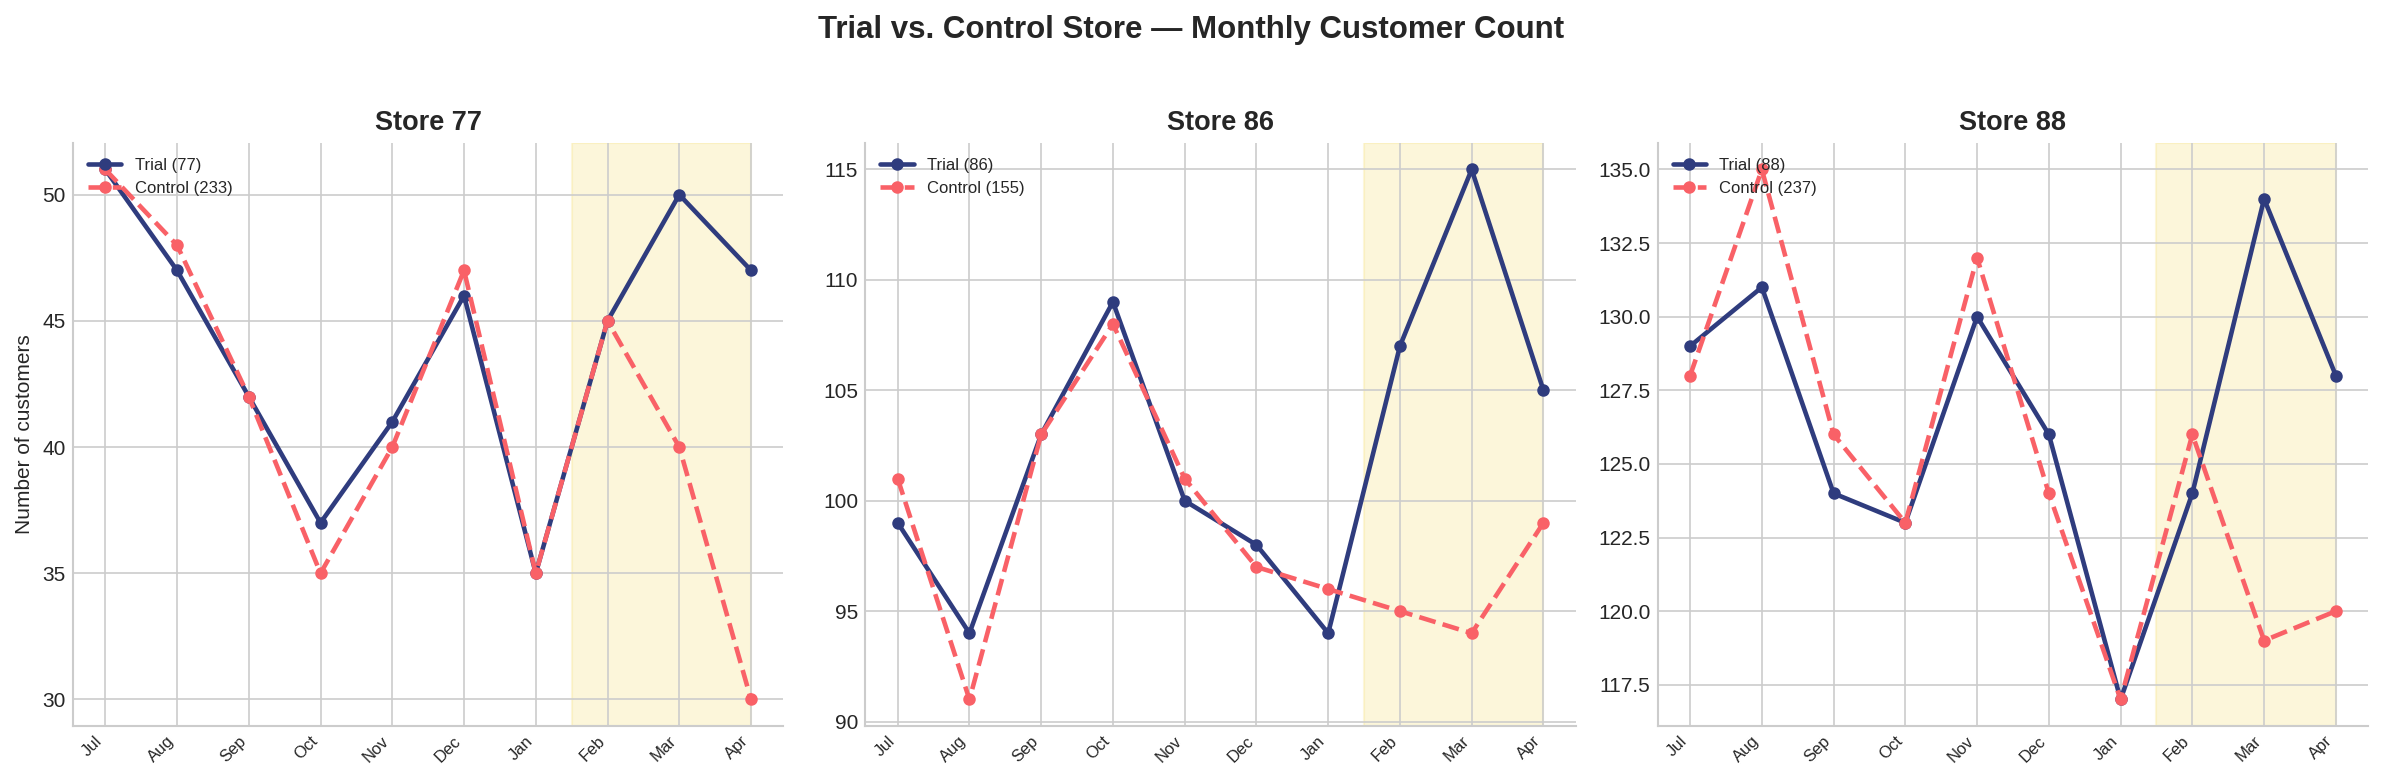 Trial vs. Control Store — Monthly Customer Count
Store 77
Trial (77)
Control (233)
Number of customers
50
45
40
35
30
Jul
Aug
Sep
Oct
Nov
Dec
Jan
Feb
Mar
Apr
Store 86
Trial (86)
Control (155)
115
110
105
100
95
90
Jul
Aug
Sep
Oct
Nov
Dec
Jan
Feb
Mar
Apr
Store 88
Trial (88)
Control (237)
135.0
132.5
130.0
127.5
125.0
122.5
120.0
117.5
Jul
Aug
Sep
Oct
Nov
Dec
Jan
Feb
Mar
Apr